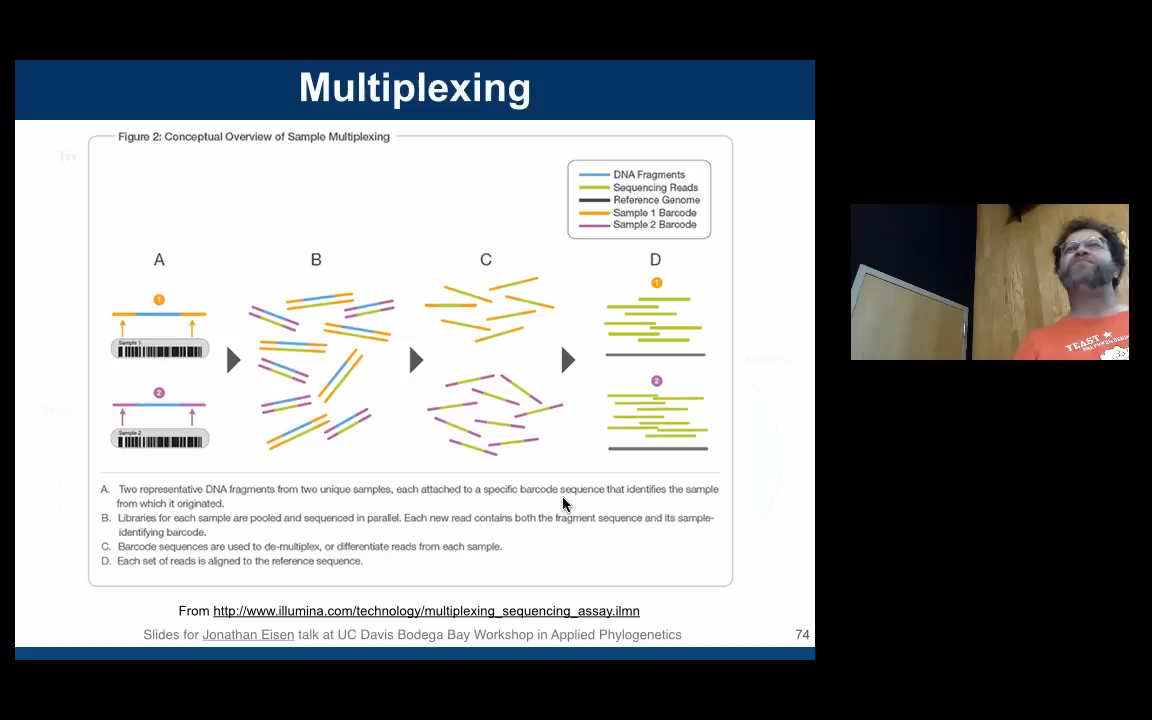 Multiplexing
Figure 2: Conceptual Overview of Sample Multiplexing
DNA Fragments
Sequencing Reads
Reference Genome
Sample 1 Barcode
Sample 2 Barcode
A B C D
1
1
Sample 1
2
2
Sample 2
A. Two representative DNA fragments from two unique samples, each attached to a specific barcode sequence that identifies the sample
from which it originated.
B. Libraries for each sample are pooled and sequenced in parallel. Each new read contains both the fragment sequence and its sample-
identifying barcode.
C. Barcode sequences are used to de-multiplex, or differentiate reads from each sample.
D. Each set of reads is aligned to the reference sequence.
From http://www.illumina.com/technology/multiplexing_sequencing_assay.ilmn
Slides for Jonathan Eisen talk at UC Davis Bodega Bay Workshop in Applied Phylogenetics
74
YEAST